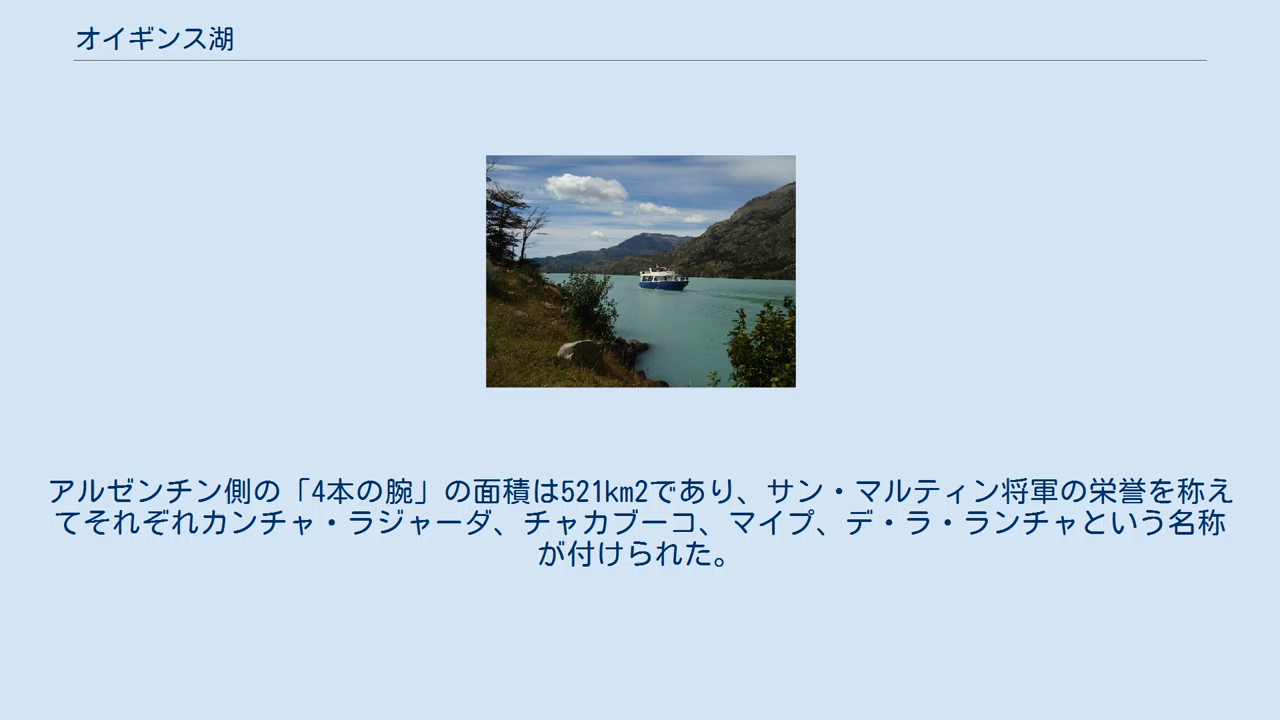 オイギンス湖
アルゼンチン側の「4本の腕」の面積は521km2であり、サン・マルティン将軍の栄誉を称え
てそれぞれカンチャ・ラジャーダ、チャカブーコ、マイプ、デ・ラ・ランチャという名称
が付けられた。